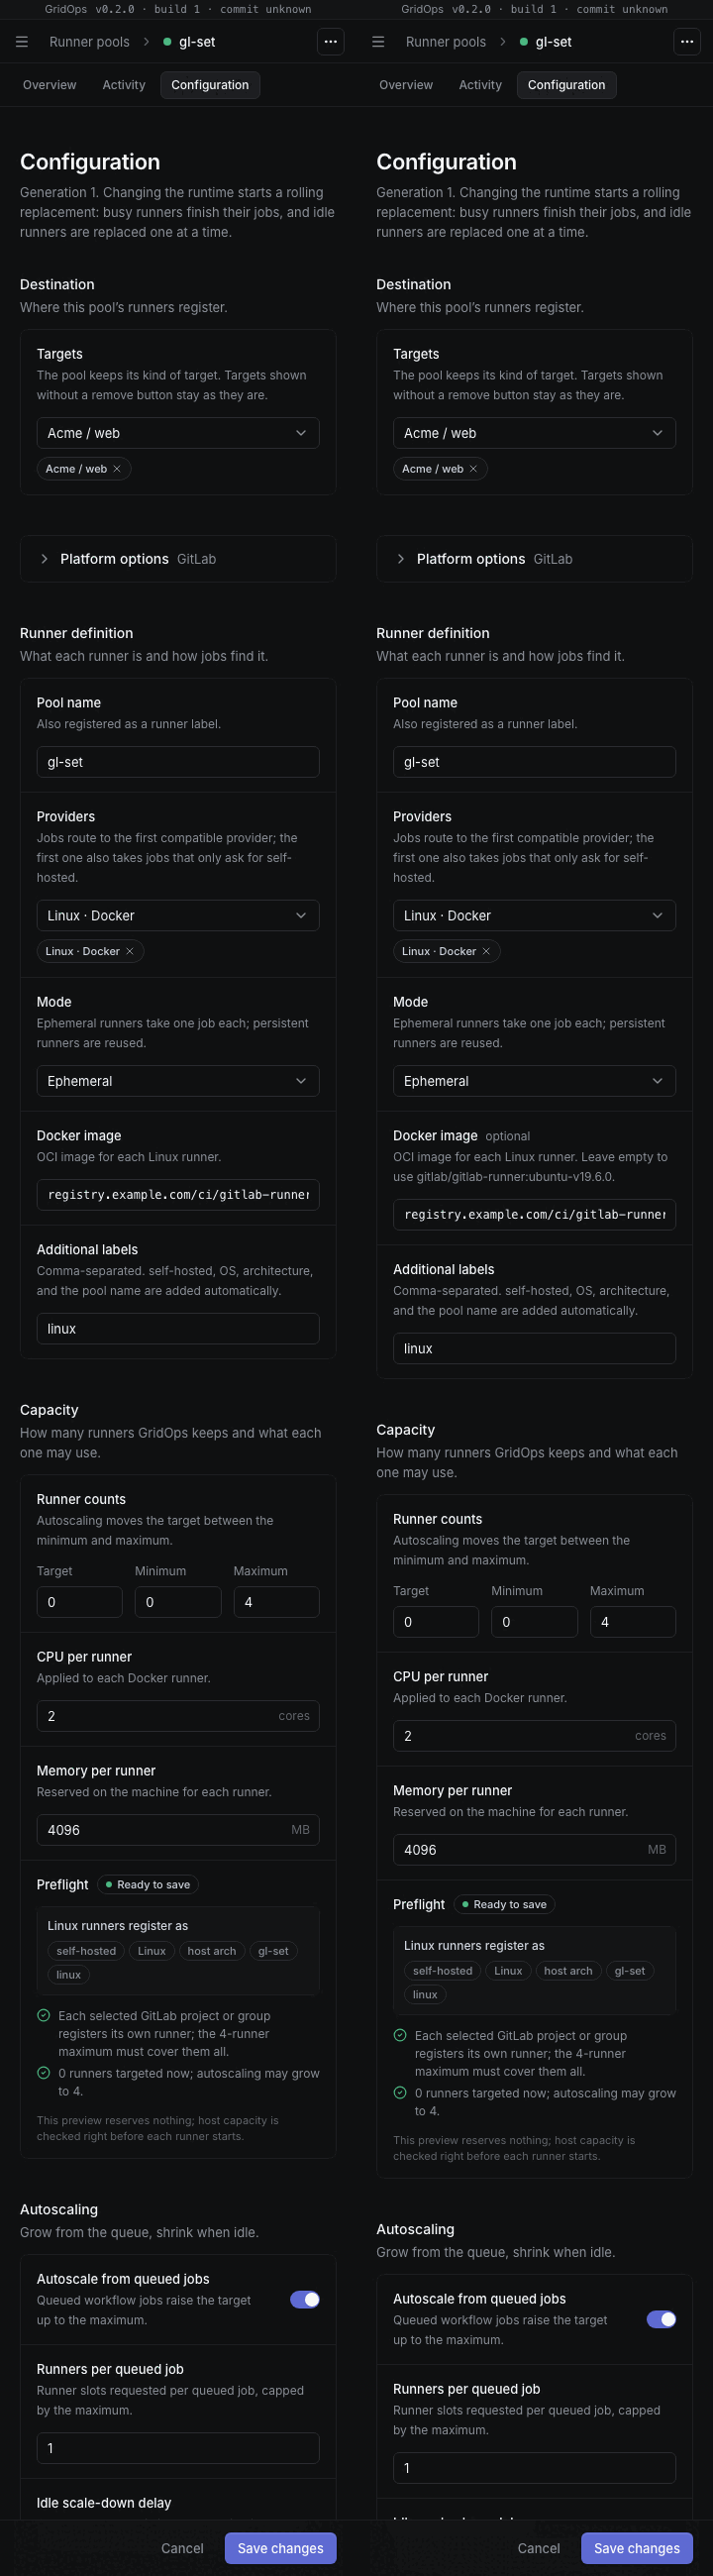 GridOps v0.2.0 · build 1 · commit unknown
Runner pools
gl-set
Overview
Activity
Configuration
Configuration
Generation 1. Changing the runtime starts a rolling
replacement: busy runners finish their jobs, and idle
runners are replaced one at a time.
Destination
Where this pool’s runners register.
Targets
The pool keeps its kind of target. Targets shown
without a remove button stay as they are.
Acme / web
Acme / web
Platform options GitLab
Runner definition
What each runner is and how jobs find it.
Pool name
Also registered as a runner label.
gl-set
Providers
Jobs route to the first compatible provider; the
first one also takes jobs that only ask for self-
hosted.
Linux · Docker
Linux · Docker
Mode
Ephemeral runners take one job each; persistent
runners are reused.
Ephemeral
Docker image
OCI image for each Linux runner.
registry.example.com/ci/gitlab-runner
Additional labels
Comma-separated. self-hosted, OS, architecture,
and the pool name are added automatically.
linux
Capacity
How many runners GridOps keeps and what each
one may use.
Runner counts
Autoscaling moves the target between the
minimum and maximum.
Target Minimum Maximum
0 0 4
CPU per runner
Applied to each Docker runner.
2 cores
Memory per runner
Reserved on the machine for each runner.
4096 MB
Preflight Ready to save
Linux runners register as
self-hosted Linux host arch gl-set
linux
Each selected GitLab project or group
registers its own runner; the 4-runner
maximum must cover them all.
0 runners targeted now; autoscaling may grow
to 4.
This preview reserves nothing; host capacity is
checked right before each runner starts.
Autoscaling
Grow from the queue, shrink when idle.
Autoscale from queued jobs
Queued workflow jobs raise the target
up to the maximum.
Runners per queued job
Runner slots requested per queued job, capped
by the maximum.
1
Idle scale-down delay
Cancel Save changes
GridOps v0.2.0 · build 1 · commit unknown
Runner pools
gl-set
Overview
Activity
Configuration
Configuration
Generation 1. Changing the runtime starts a rolling
replacement: busy runners finish their jobs, and idle
runners are replaced one at a time.
Destination
Where this pool’s runners register.
Targets
The pool keeps its kind of target. Targets shown
without a remove button stay as they are.
Acme / web
Acme / web
Platform options GitLab
Runner definition
What each runner is and how jobs find it.
Pool name
Also registered as a runner label.
gl-set
Providers
Jobs route to the first compatible provider; the
first one also takes jobs that only ask for self-
hosted.
Linux · Docker
Linux · Docker
Mode
Ephemeral runners take one job each; persistent
runners are reused.
Ephemeral
Docker image optional
OCI image for each Linux runner. Leave empty to
use gitlab/gitlab-runner:ubuntu-v19.6.0.
registry.example.com/ci/gitlab-runner
Additional labels
Comma-separated. self-hosted, OS, architecture,
and the pool name are added automatically.
linux
Capacity
How many runners GridOps keeps and what each
one may use.
Runner counts
Autoscaling moves the target between the
minimum and maximum.
Target Minimum Maximum
0 0 4
CPU per runner
Applied to each Docker runner.
2 cores
Memory per runner
Reserved on the machine for each runner.
4096 MB
Preflight Ready to save
Linux runners register as
self-hosted Linux host arch gl-set
linux
Each selected GitLab project or group
registers its own runner; the 4-runner
maximum must cover them all.
0 runners targeted now; autoscaling may grow
to 4.
This preview reserves nothing; host capacity is
checked right before each runner starts.
Autoscaling
Grow from the queue, shrink when idle.
Autoscale from queued jobs
Queued workflow jobs raise the target
up to the maximum.
Runners per queued job
Runner slots requested per queued job, capped
by the maximum.
1
Cancel Save changes